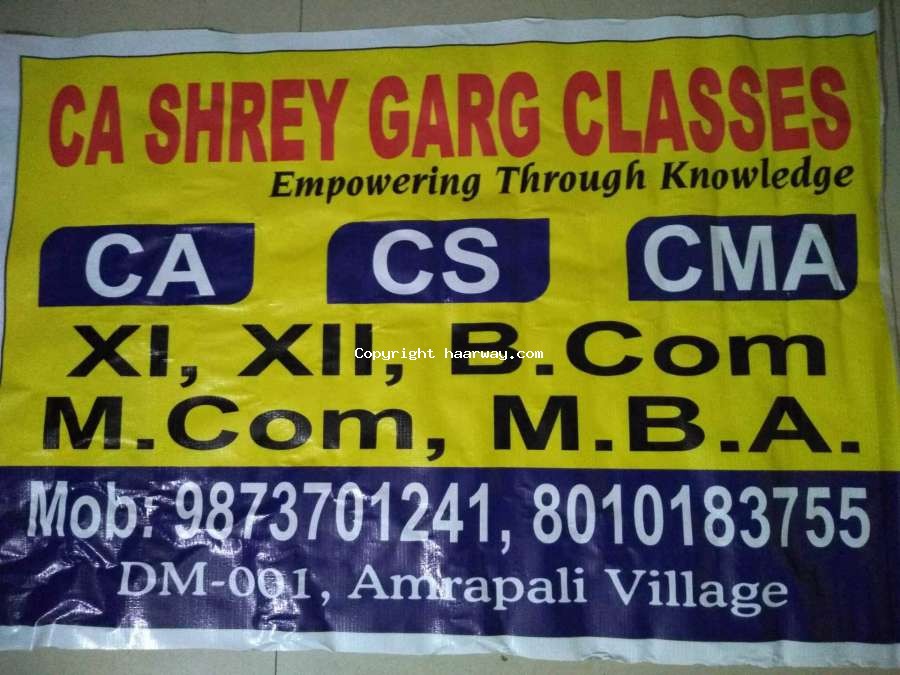 CA SHREY GARG CLASSES
Empowering Through Knowledge
CA CS CMA
XI, XII, B.Com
Copyright haarway.com
M.Com, M.B.A.
Mob: 9873701241, 8010183755
DM-001, Amrapali Village